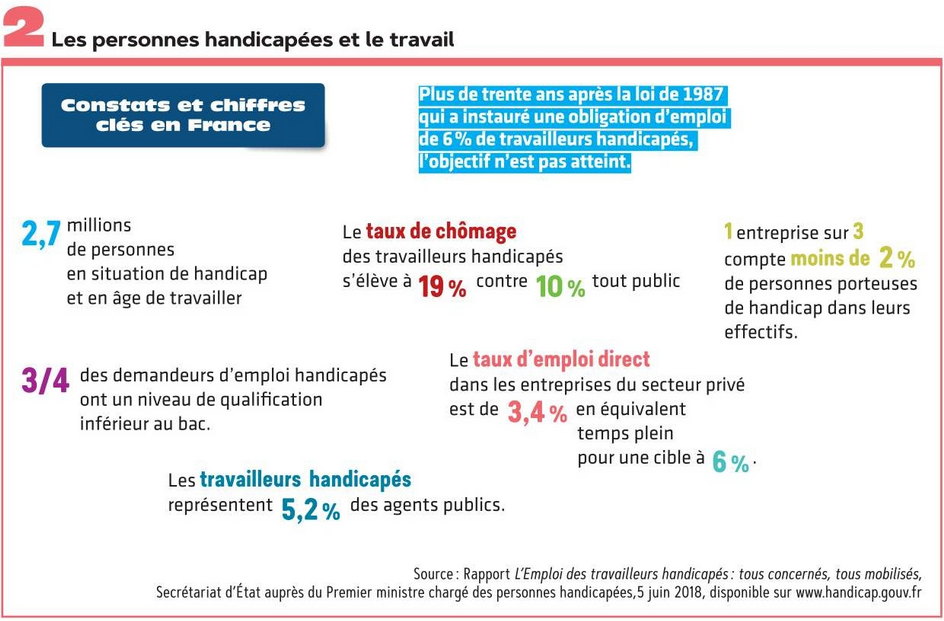 2 Les personnes handicapées et le travail
Constats et chiffres
clés en France
Plus de trente ans après la loi de 1987
qui a instauré une obligation d'emploi
de 6 % de travailleurs handicapés,
l'objectif n'est pas atteint.
2,7 millions
de personnes
en situation de handicap
et en âge de travailler
Le taux de chômage
des travailleurs handicapés
s'élève à 19 % contre 10 % tout public
1 entreprise sur 3
compte moins de 2 %
de personnes porteuses
de handicap dans leurs
effectifs.
3/4 des demandeurs d'emploi handicapés
ont un niveau de qualification
inférieur au bac.
Le taux d'emploi direct
dans les entreprises du secteur privé
est de 3,4 % en équivalent
temps plein
pour une cible à 6 %.
Les travailleurs handicapés
représentent 5,2 % des agents publics.
Source : Rapport L'Emploi des travailleurs handicapés : tous concernés, tous mobilisés,
Secrétariat d'État auprès du Premier ministre chargé des personnes handicapées,5 juin 2018, disponible sur www.handicap.gouv.fr